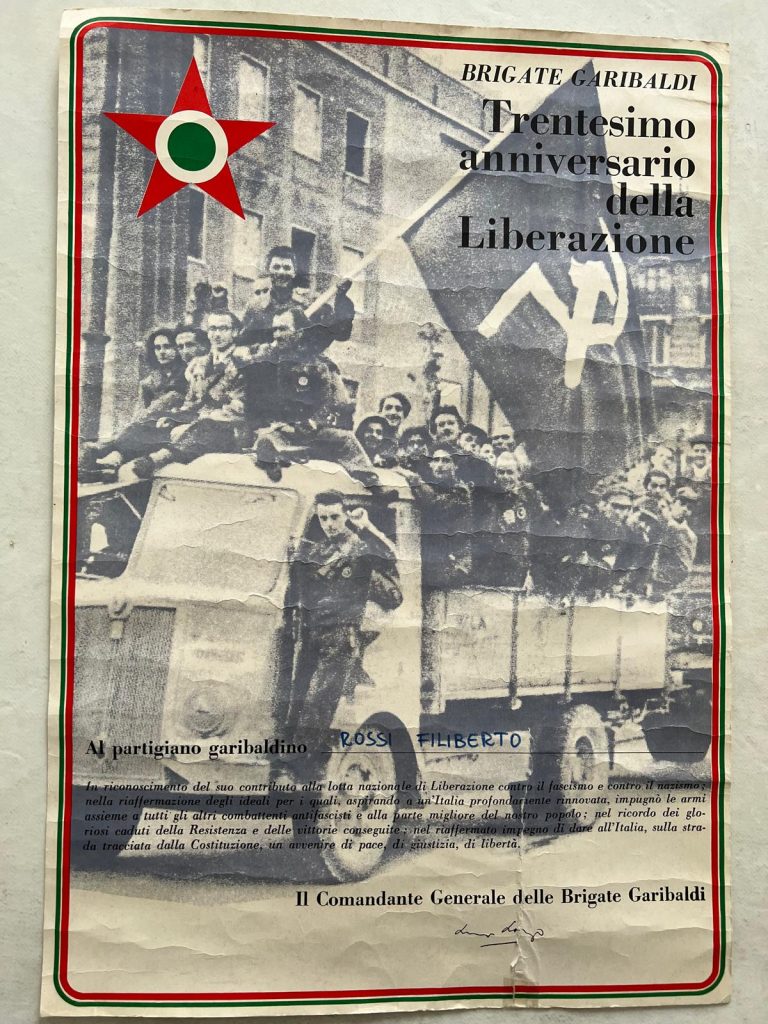 BRIGATE GARIBALDI
Trentesimo
anniversario
della
Liberazione
Al partigiano garibaldino ROSSI FILIBERTO
In riconoscimento del suo contributo alla lotta nazionale di Liberazione contro il fascismo e contro il nazismo;
nella riaffermazione degli ideali per i quali, aspirando a un'Italia profondamente rinnovata, impugnò le armi
assieme a tutti gli altri combattenti antifascisti e alla parte migliore del nostro popolo; nel ricordo dei glo-
riosi caduti della Resistenza e delle vittorie conseguite; nel riaffermato impegno di dare all'Italia, sulla stra-
da tracciata dalla Costituzione, un avvenire di pace, di giustizia, di libertà.
Il Comandante Generale delle Brigate Garibaldi